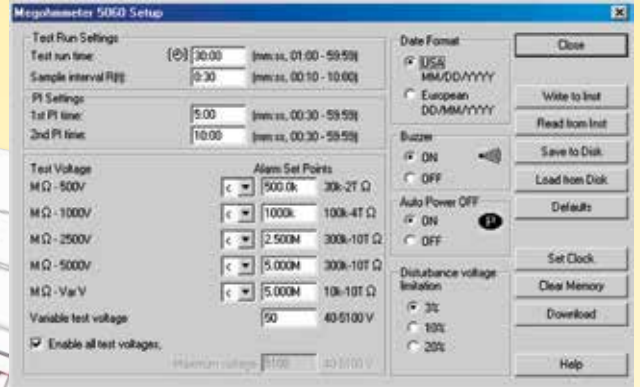 Megohmmeter 5060 Setup
Test Run Settings
Test run time: 30:00 (mm:ss, 01:00 - 59:59)
Sample interval R(t): 0:30 (mm:ss, 00:10 - 10:00)
PI Settings
1st PI time: 5:00 (mm:ss, 00:30 - 59:59)
2nd PI time: 10:00 (mm:ss, 00:30 - 59:59)
Test Voltage Alarm Set Points
MΩ - 500V < 500.0k 30k-2T Ω
MΩ - 1000V < 1000k 100k-4T Ω
MΩ - 2500V < 2.500M 300k-10T Ω
MΩ - 5000V < 5.000M 300k-10T Ω
MΩ - Var V < 5.000M 10k-10T Ω
Variable test voltage 50 40-5100 V
Enable all test voltages,
Maximum voltage 5100 40-5100 V
Date Format
USA
MM/DD/YYYY
European
DD/MM/YYYY
Buzzer
ON
OFF
Auto Power OFF
ON P
OFF
Disturbance voltage
limitation
3%
10%
20%
Close
Write to Inst
Read from Inst
Save to Disk
Load from Disk
Defaults
Set Clock
Clear Memory
Download
Help